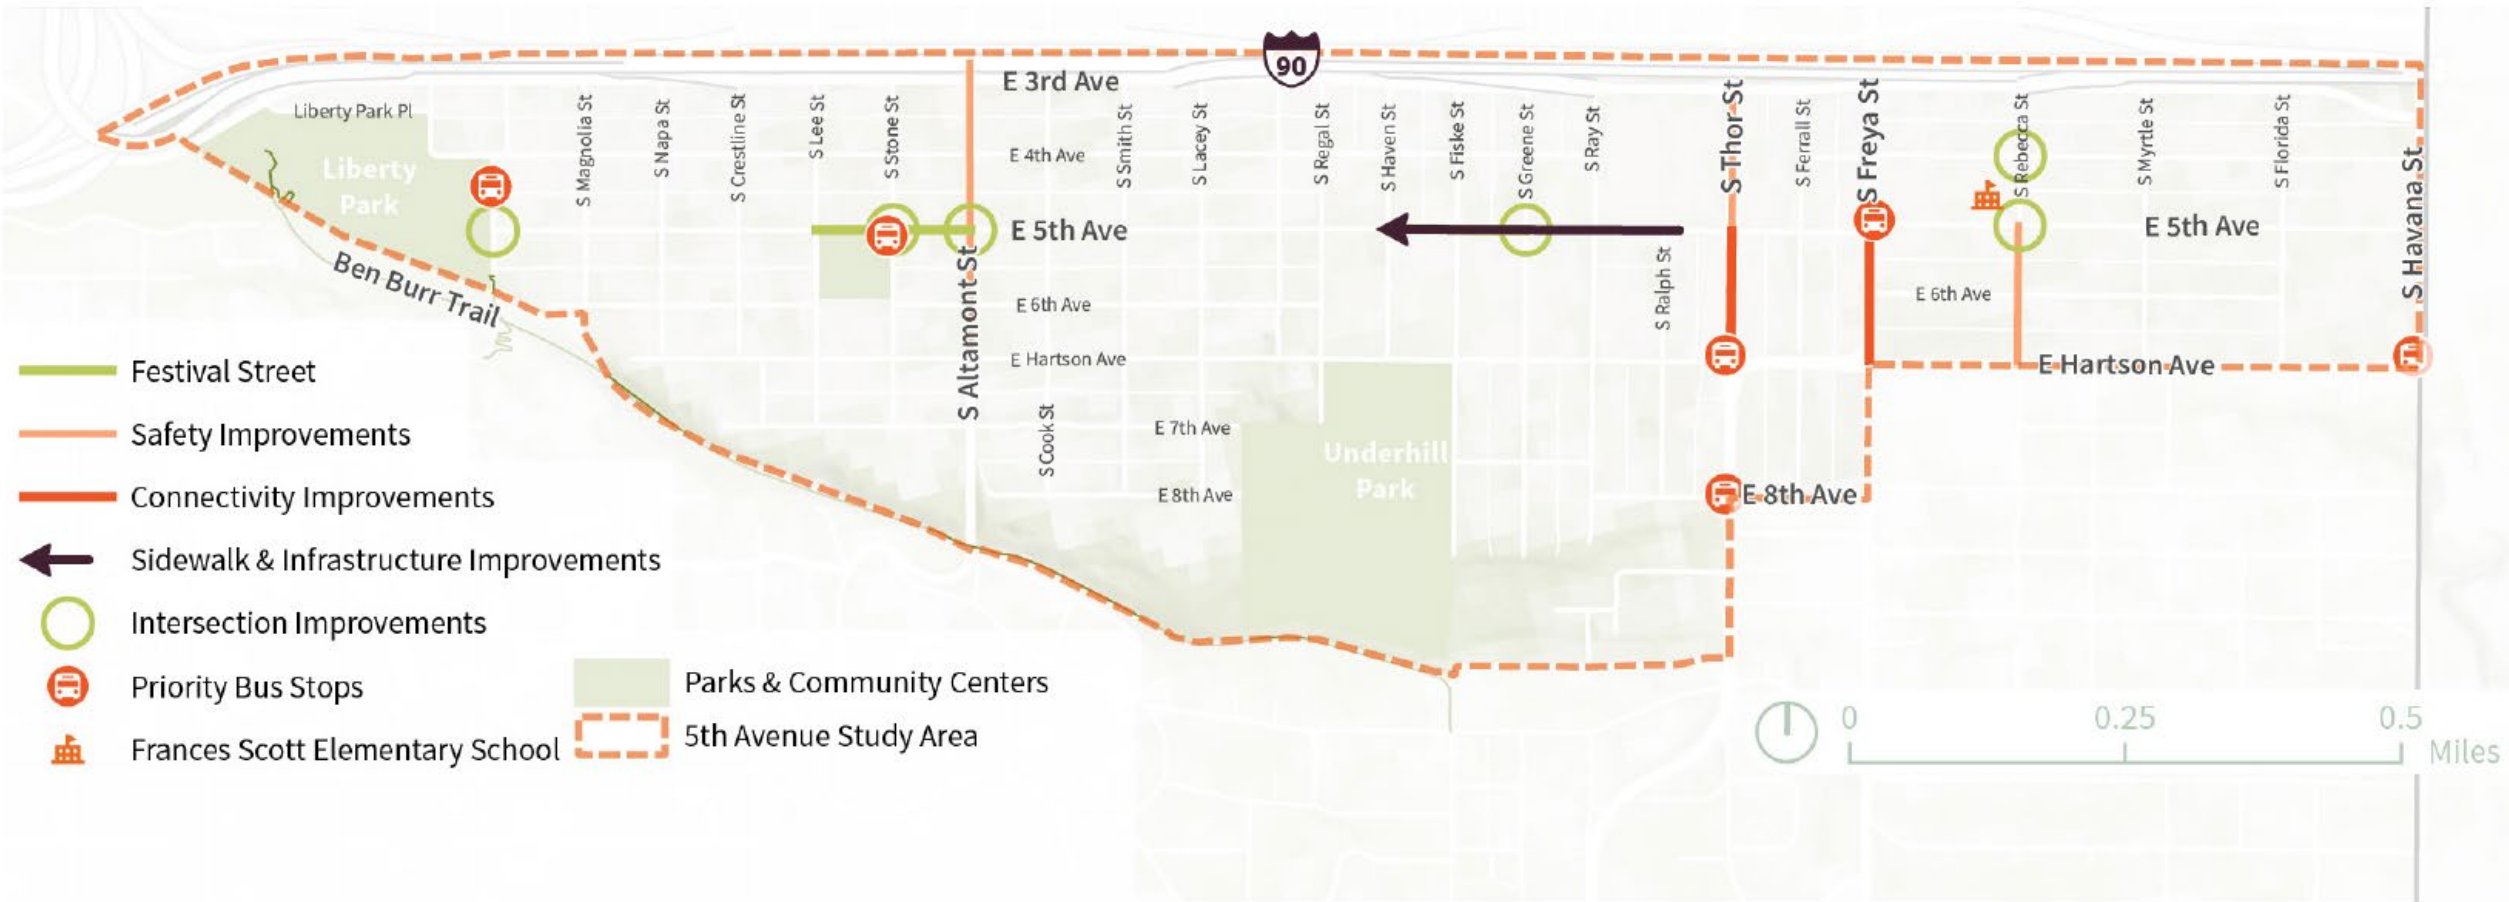 90
E 3rd Ave
Liberty Park Pl
Liberty
Park
S Magnolia St
S Napa St
S Crestline St
S Lee St
S Stone St
E 4th Ave
S Smith St
S Lacey St
S Regal St
S Haven St
S Fiske St
S Greene St
S Ray St
S Thor St
S Ferrall St
S Freya St
S Rebecca St
S Myrtle St
S Florida St
S Havana St
E 5th Ave
E 5th Ave
Ben Burr Trail
S Altamont St
E 6th Ave
S Ralph St
E 6th Ave
E Hartson Ave
E Hartson Ave
S Cook St
E 7th Ave
Underhill
Park
E 8th Ave
E 8th Ave
Festival Street
Safety Improvements
Connectivity Improvements
Sidewalk & Infrastructure Improvements
Intersection Improvements
Priority Bus Stops
Frances Scott Elementary School
Parks & Community Centers
5th Avenue Study Area
0 0.25 0.5
Miles